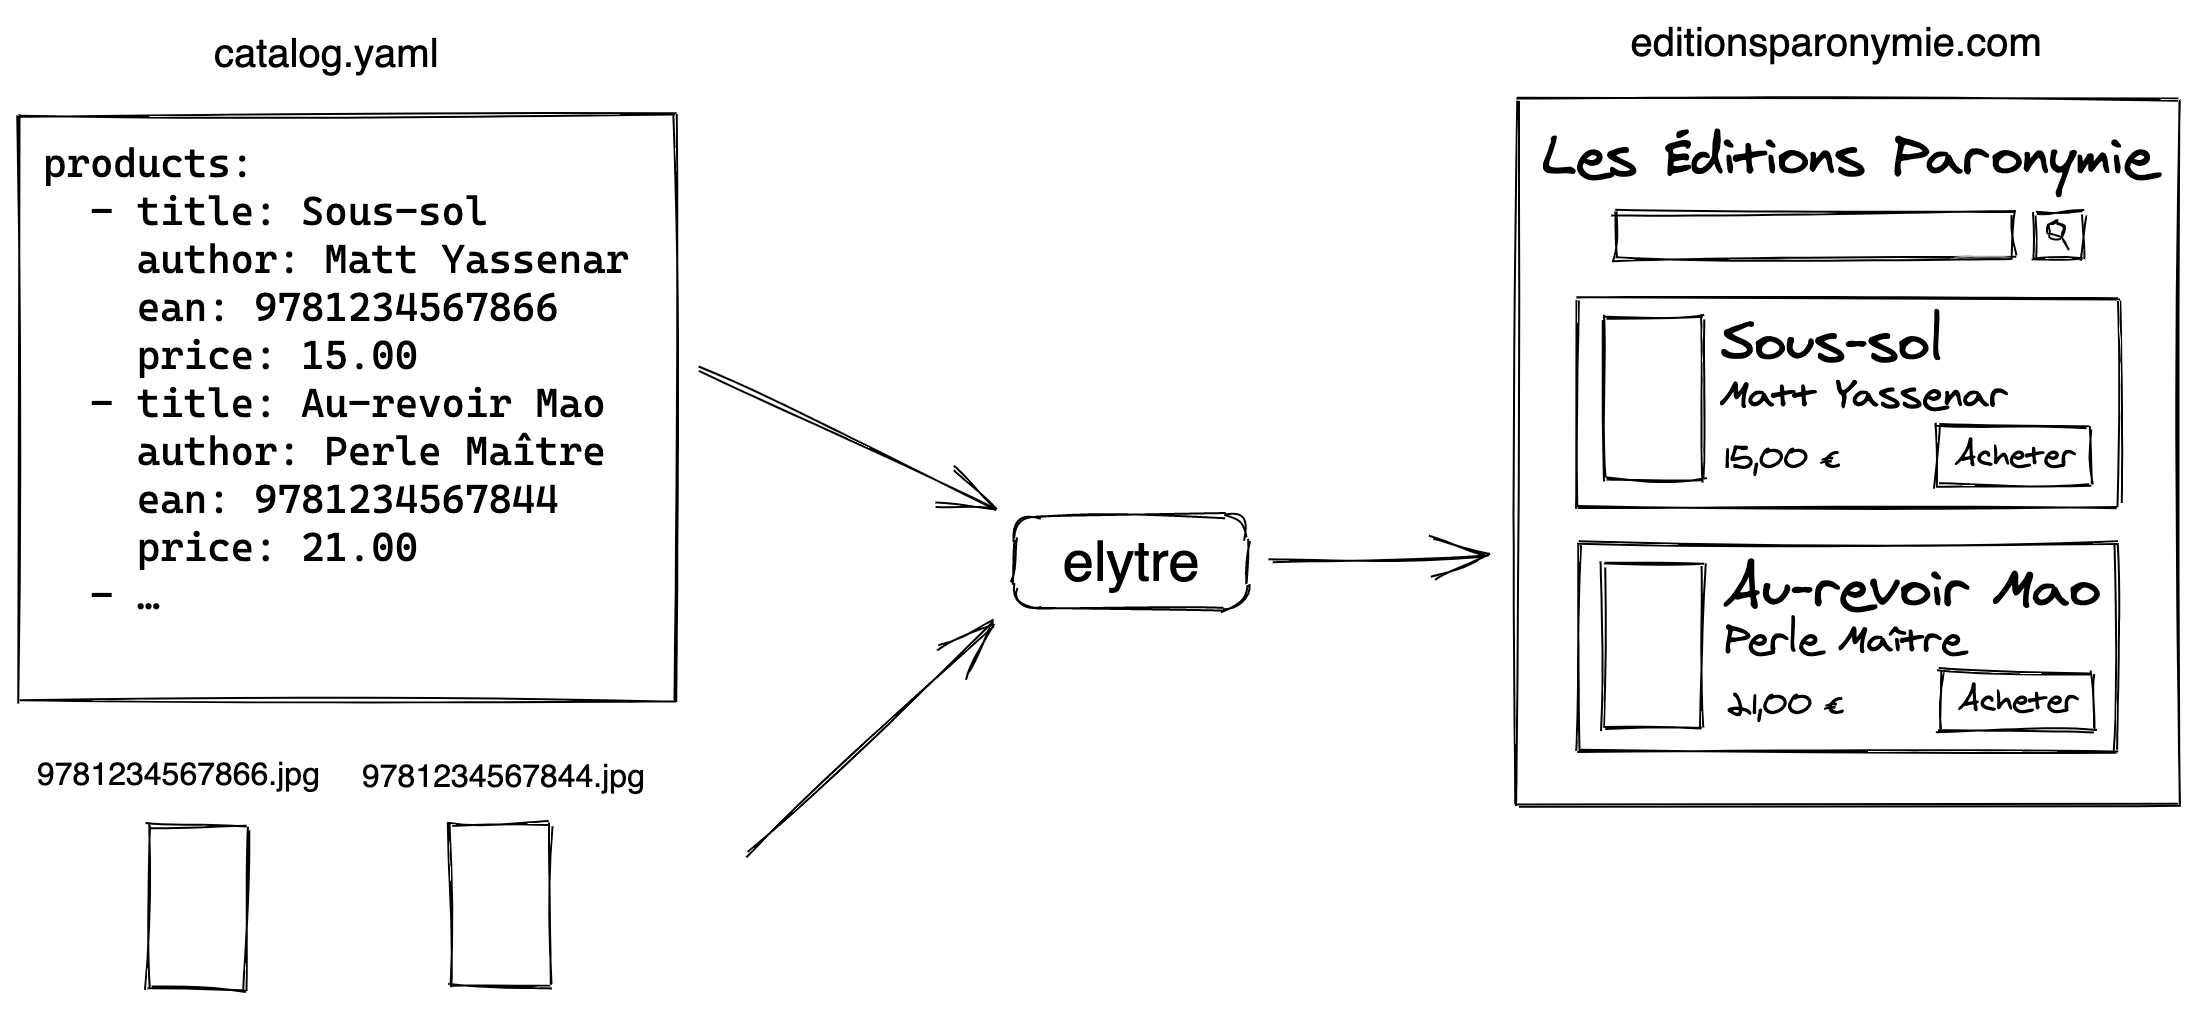 catalog.yaml
products:
- title: Sous-sol
author: Matt Yassenar
ean: 9781234567866
price: 15.00
- title: Au-revoir Mao
author: Perle Maître
ean: 9781234567844
price: 21.00
- …
9781234567866.jpg
9781234567844.jpg
elytre
editionsparonymie.com
Les Éditions Paronymie
Sous-sol
Matt Yassenar
15,00 €
Acheter
Au-revoir Mao
Perle Maître
21,00 €
Acheter